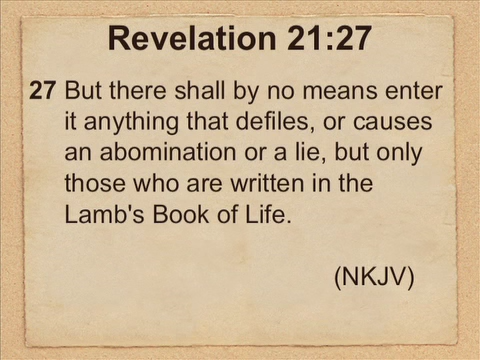 Revelation 21:27
27 But there shall by no means enter
it anything that defiles, or causes
an abomination or a lie, but only
those who are written in the
Lamb's Book of Life.
(NKJV)